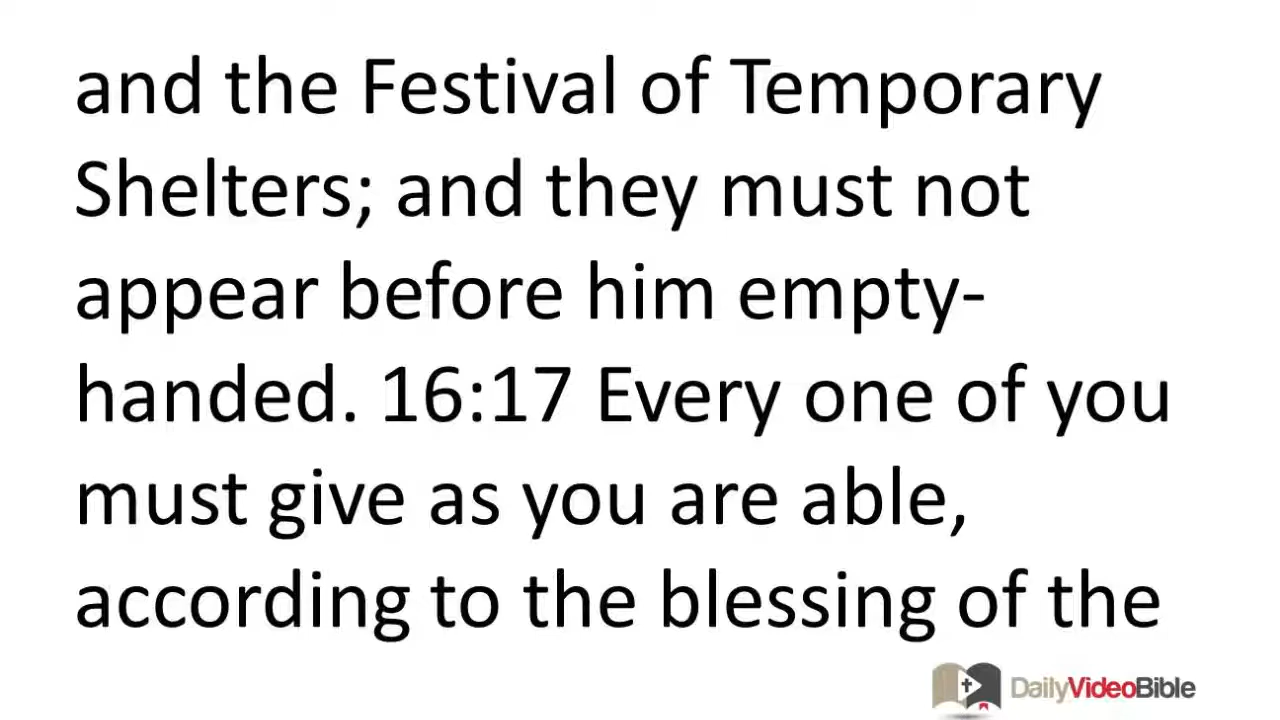 and the Festival of Temporary
Shelters; and they must not
appear before him empty-
handed. 16:17 Every one of you
must give as you are able,
according to the blessing of the
DailyVideoBible